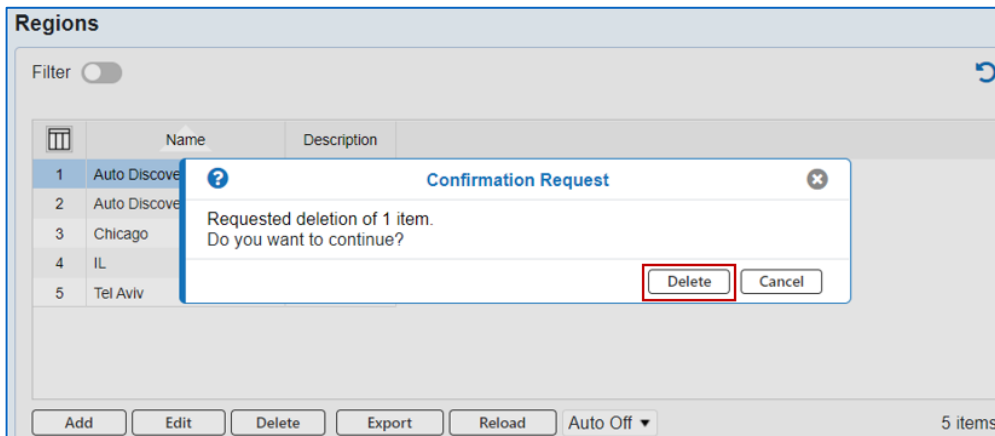 Regions
Filter
Name Description
1 Auto Discove
2 Auto Discove
3 Chicago
4 IL
5 Tel Aviv
Confirmation Request
Requested deletion of 1 item.
Do you want to continue?
Delete Cancel
Add Edit Delete Export Reload Auto Off 5 items